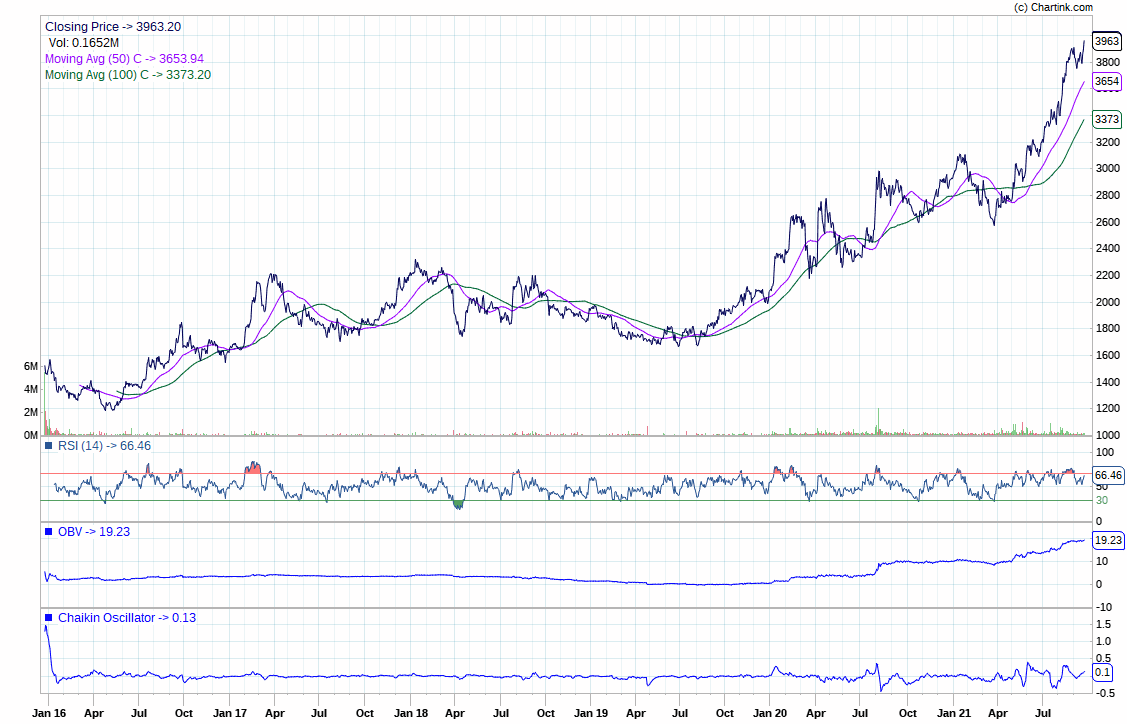 (c) Chartink.com
Closing Price -> 3963.20
Vol: 0.1652M
Moving Avg (50) C -> 3653.94
Moving Avg (100) C -> 3373.20
3963
3800
3654
3373
3200
3000
2800
2600
2400
2200
2000
1800
1600
1400
1200
1000
6M
4M
2M
0M
RSI (14) -> 66.46
100
66.46
50
30
0
OBV -> 19.23
19.23
10
0
-10
Chaikin Oscillator -> 0.13
1.5
1.0
0.5
0.1
-0.5
Jan 16 Apr Jul Oct Jan 17 Apr Jul Oct Jan 18 Apr Jul Oct Jan 19 Apr Jul Oct Jan 20 Apr Jul Oct Jan 21 Apr Jul